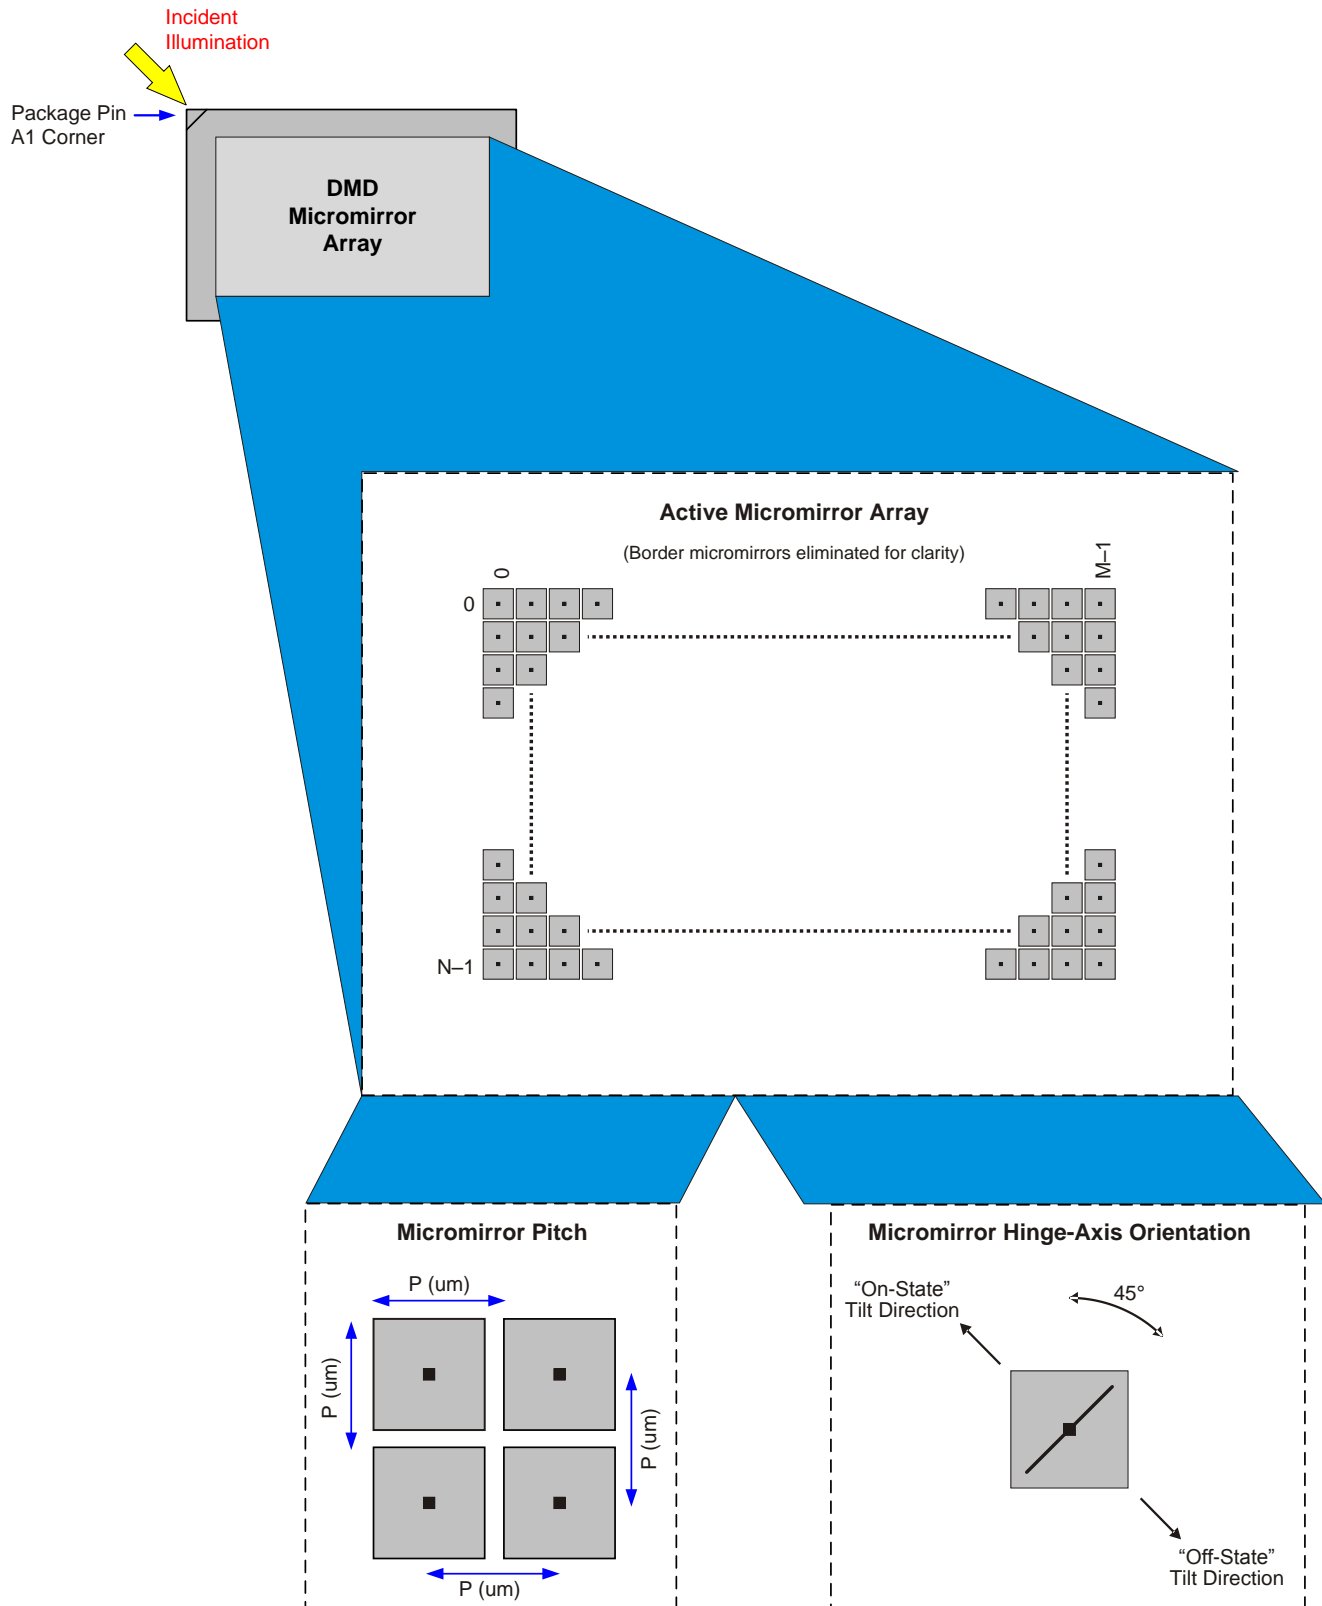 Incident
Illumination
Package Pin
A1 Corner
DMD
Micromirror
Array
Active Micromirror Array
(Border micromirrors eliminated for clarity)
0
M–1
0
N–1
Micromirror Pitch
P (um)
P (um)
P (um)
P (um)
Micromirror Hinge-Axis Orientation
“On-State”
Tilt Direction
45°
“Off-State”
Tilt Direction